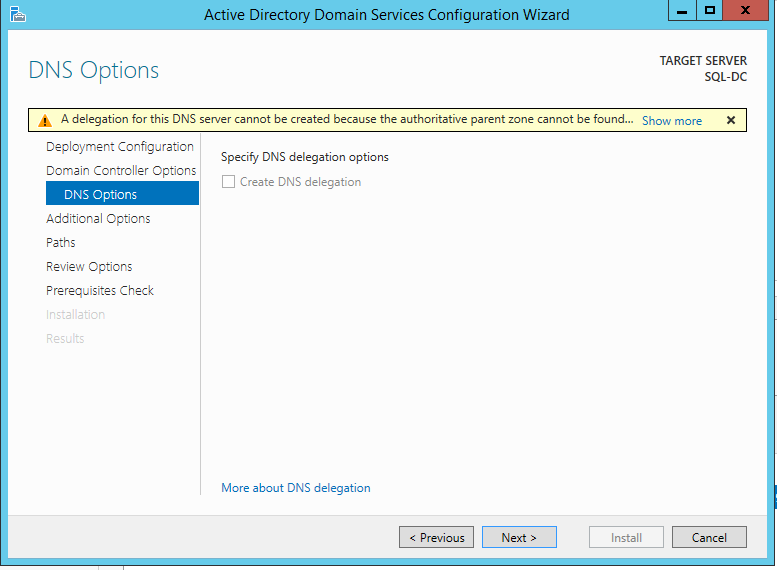 Active Directory Domain Services Configuration Wizard
DNS Options
TARGET SERVER
SQL-DC
A delegation for this DNS server cannot be created because the authoritative parent zone cannot be found... Show more
Deployment Configuration
Domain Controller Options
DNS Options
Additional Options
Paths
Review Options
Prerequisites Check
Installation
Results
Specify DNS delegation options
Create DNS delegation
More about DNS delegation
< Previous
Next >
Install
Cancel